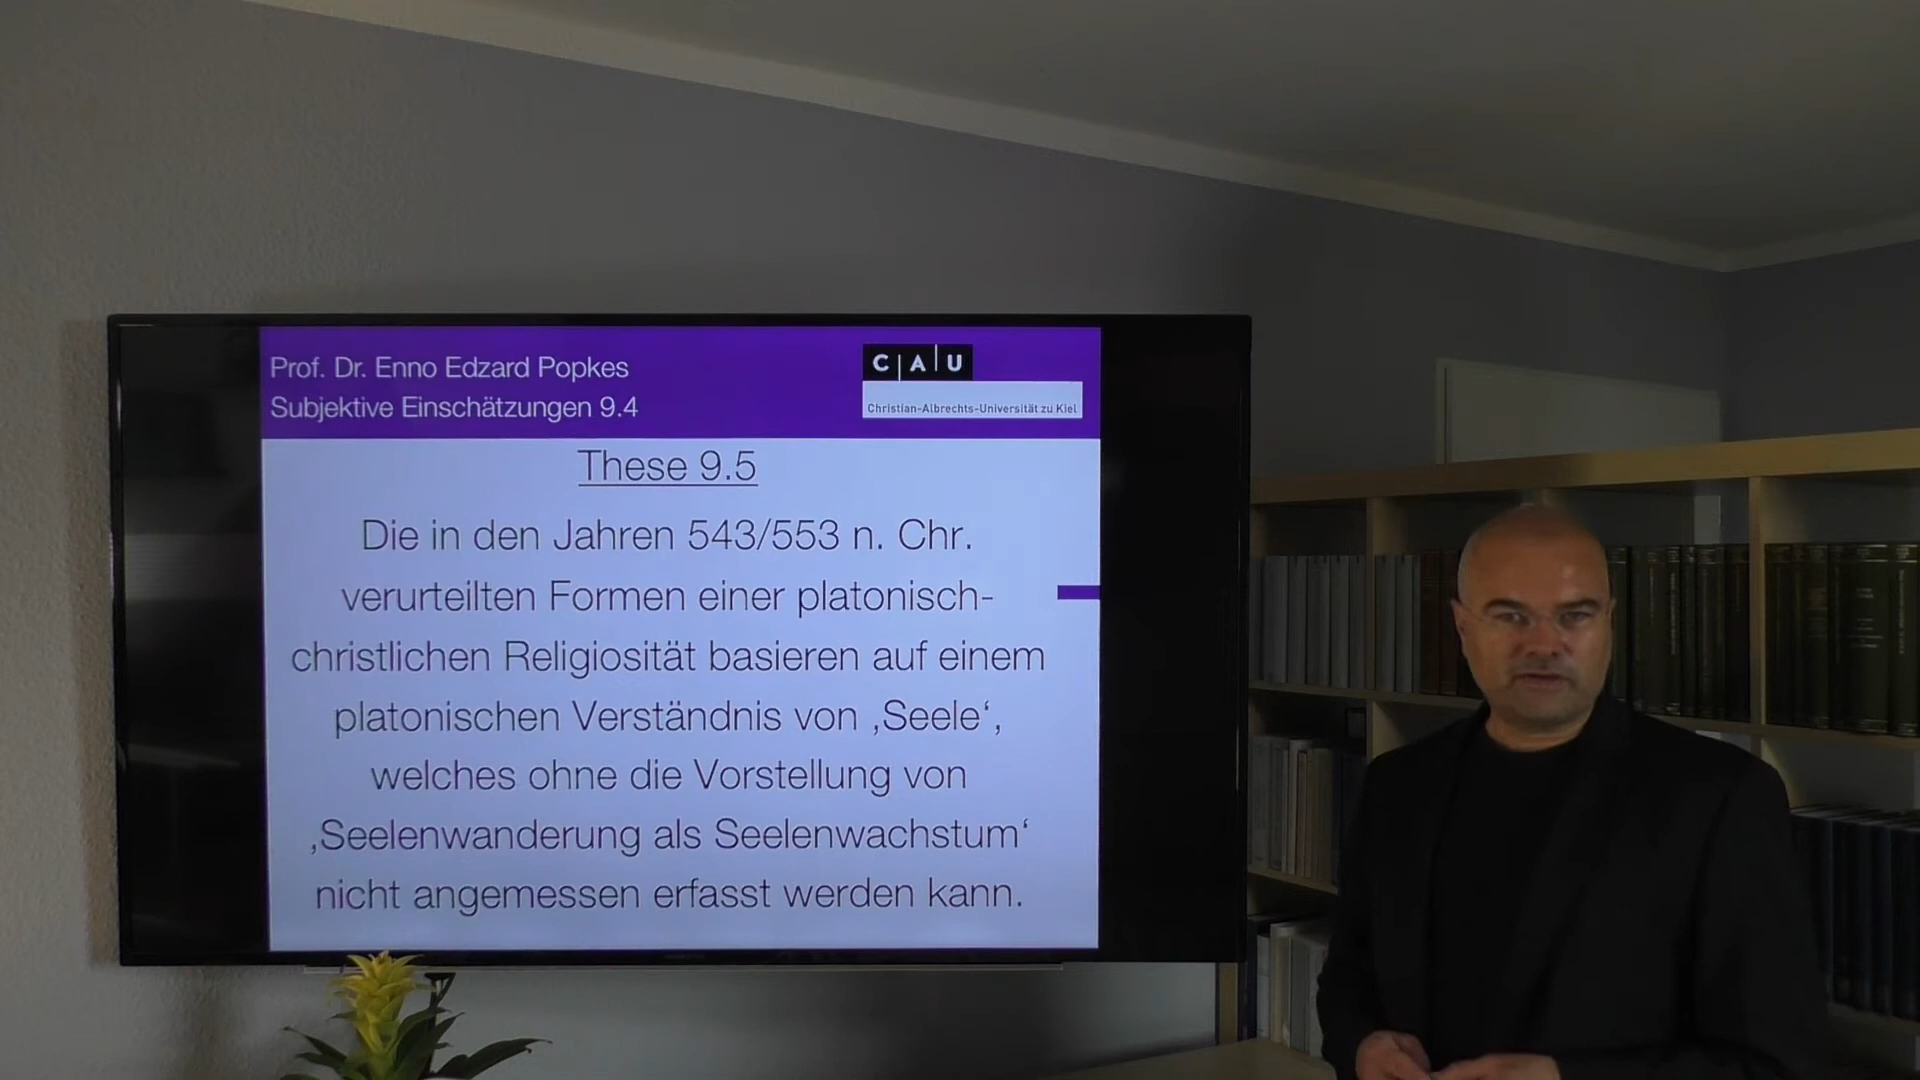 Prof. Dr. Enno Edzard Popkes
Subjektive Einschätzungen 9.4
C A U
Christian-Albrechts-Universität zu Kiel
These 9.5
Die in den Jahren 543/553 n. Chr.
verurteilten Formen einer platonisch-
christlichen Religiosität basieren auf einem
platonischen Verständnis von ‚Seele‘,
welches ohne die Vorstellung von
‚Seelenwanderung als Seelenwachstum‘
nicht angemessen erfasst werden kann.